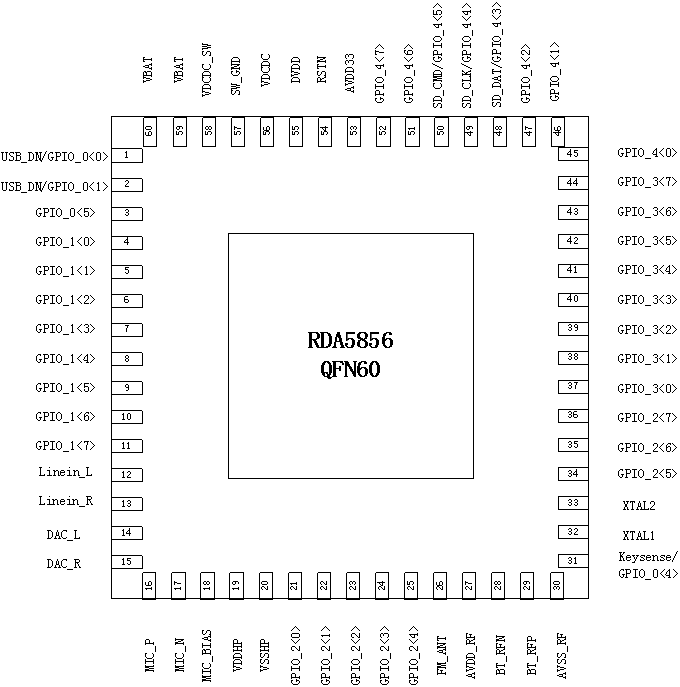 VBAT
VBAT
VDCDC_SW
SW_GND
VDCDC
DVDD
RSTN
AVDD33
GPIO_4<7>
GPIO_4<6>
SD_CMD/GPIO_4<5>
SD_CLK/GPIO_4<4>
SD_DAT/GPIO_4<3>
GPIO_4<2>
GPIO_4<1>
60
59
58
57
56
55
54
53
52
51
50
49
48
47
46
USB_DN/GPIO_0<0> 1
USB_DN/GPIO_0<1> 2
GPIO_0<5> 3
GPIO_1<0> 4
GPIO_1<1> 5
GPIO_1<2> 6
GPIO_1<3> 7
GPIO_1<4> 8
GPIO_1<5> 9
GPIO_1<6> 10
GPIO_1<7> 11
Linein_L 12
Linein_R 13
DAC_L 14
DAC_R 15
RDA5856
QFN60
45 GPIO_4<0>
44 GPIO_3<7>
43 GPIO_3<6>
42 GPIO_3<5>
41 GPIO_3<4>
40 GPIO_3<3>
39 GPIO_3<2>
38 GPIO_3<1>
37 GPIO_3<0>
36 GPIO_2<7>
35 GPIO_2<6>
34 GPIO_2<5>
33 XTAL2
32 XTAL1
31 Keysense/
GPIO_0<4>
16
17
18
19
20
21
22
23
24
25
26
27
28
29
30
MIC_P
MIC_N
MIC_BIAS
VDDHP
VSSHP
GPIO_2<0>
GPIO_2<1>
GPIO_2<2>
GPIO_2<3>
GPIO_2<4>
FM_ANT
AVDD_RF
BT_RFN
BT_RFP
AVSS_RF